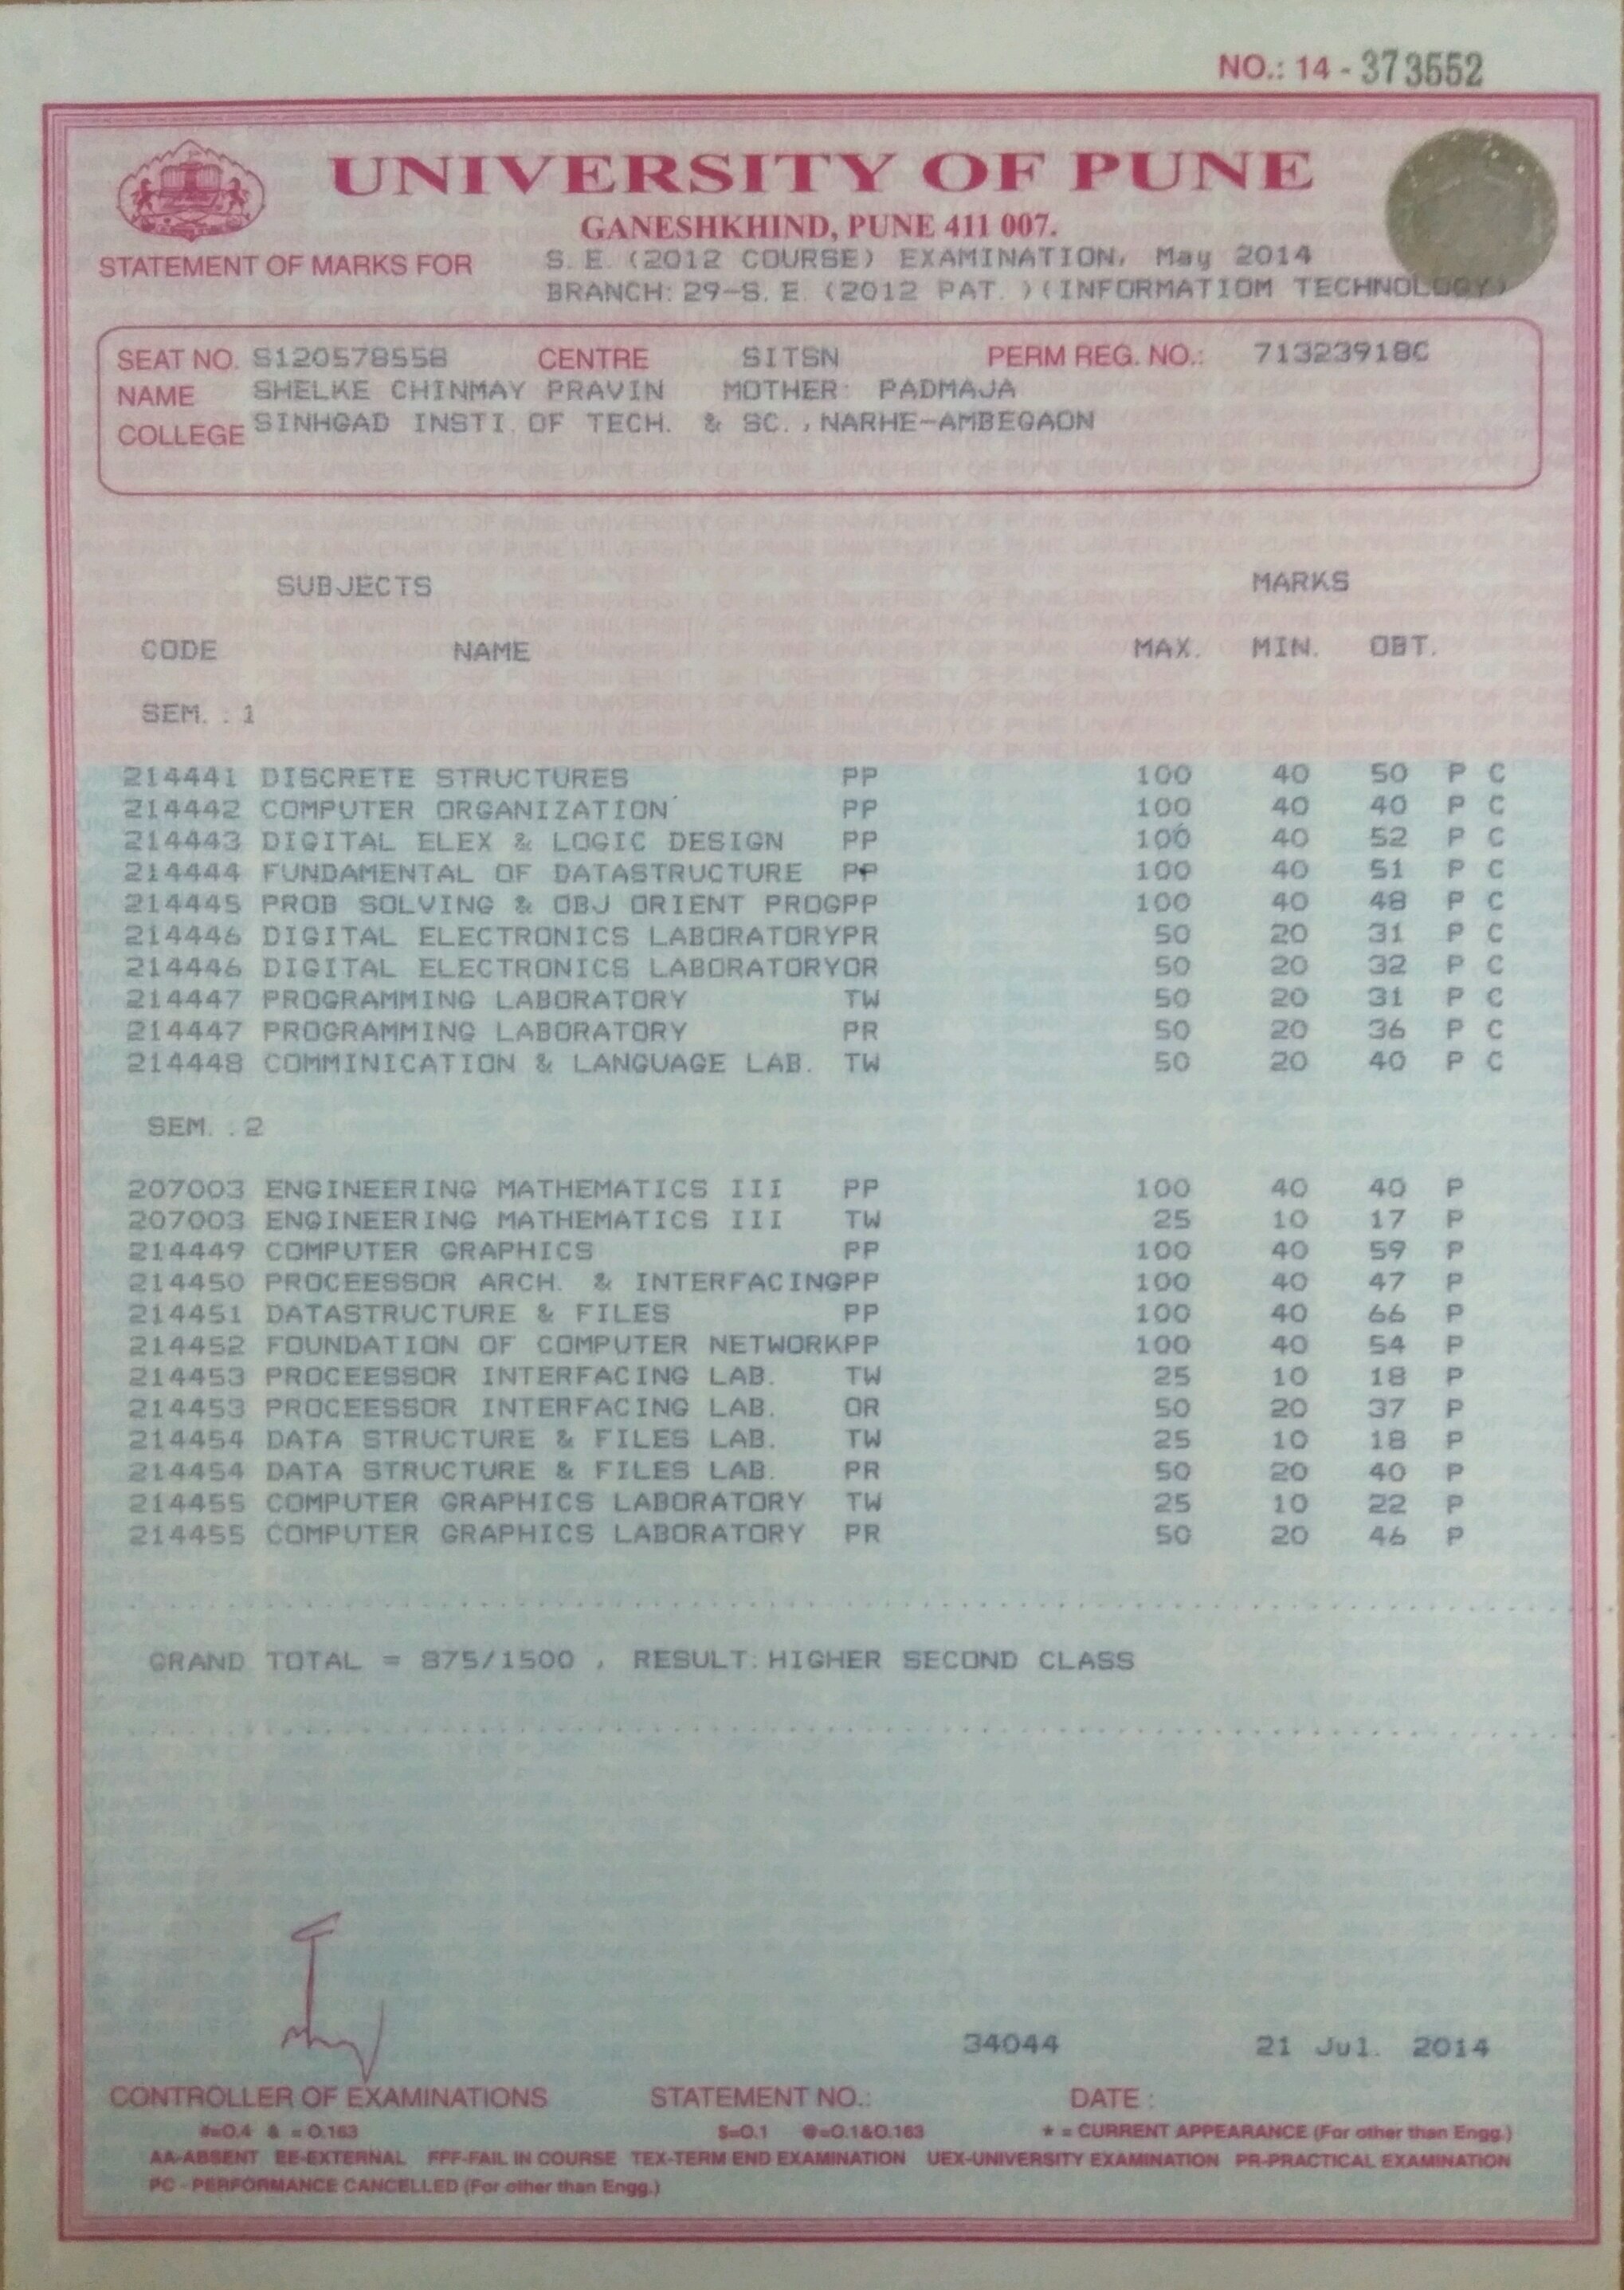 NO.: 14 - 373552
UNIVERSITY OF PUNE
GANESHKHIND, PUNE 411 007.
STATEMENT OF MARKS FOR S.E.(2012 COURSE) EXAMINATION, May 2014
BRANCH: 29-S.E.(2012 PAT.)(INFORMATIOM TECHNOLOGY)
SEAT NO. S120578558 CENTRE SITSN PERM REG. NO.: 71323918C
NAME SHELKE CHINMAY PRAVIN MOTHER: PADMAJA
COLLEGE SINHGAD INSTI.OF TECH. & SC.,NARHE-AMBEGAON
SUBJECTS MARKS
CODE NAME MAX. MIN. OBT.
SEM. : 1
214441 DISCRETE STRUCTURES PP 100 40 50 P C
214442 COMPUTER ORGANIZATION PP 100 40 40 P C
214443 DIGITAL ELEX & LOGIC DESIGN PP 100 40 52 P C
214444 FUNDAMENTAL OF DATASTRUCTURE PP 100 40 51 P C
214445 PROB SOLVING & OBJ ORIENT PROGPP 100 40 48 P C
214446 DIGITAL ELECTRONICS LABORATORYPR 50 20 31 P C
214446 DIGITAL ELECTRONICS LABORATORYOR 50 20 32 P C
214447 PROGRAMMING LABORATORY TW 50 20 31 P C
214447 PROGRAMMING LABORATORY PR 50 20 36 P C
214448 COMMINICATION & LANGUAGE LAB. TW 50 20 40 P C
SEM. : 2
207003 ENGINEERING MATHEMATICS III PP 100 40 40 P
207003 ENGINEERING MATHEMATICS III TW 25 10 17 P
214449 COMPUTER GRAPHICS PP 100 40 59 P
214450 PROCEESSOR ARCH. & INTERFACINGPP 100 40 47 P
214451 DATASTRUCTURE & FILES PP 100 40 66 P
214452 FOUNDATION OF COMPUTER NETWORKPP 100 40 54 P
214453 PROCEESSOR INTERFACING LAB. TW 25 10 18 P
214453 PROCEESSOR INTERFACING LAB. OR 50 20 37 P
214454 DATA STRUCTURE & FILES LAB. TW 25 10 18 P
214454 DATA STRUCTURE & FILES LAB. PR 50 20 40 P
214455 COMPUTER GRAPHICS LABORATORY TW 25 10 22 P
214455 COMPUTER GRAPHICS LABORATORY PR 50 20 46 P
GRAND TOTAL = 875/1500 , RESULT: HIGHER SECOND CLASS
34044 21 Jul. 2014
CONTROLLER OF EXAMINATIONS STATEMENT NO.: DATE :
#=0.4 & = 0.163 $=0.1 @=0.1&0.163 * = CURRENT APPEARANCE (For other than Engg.)
AA-ABSENT EE-EXTERNAL FFF-FAIL IN COURSE TEX-TERM END EXAMINATION UEX-UNIVERSITY EXAMINATION PR-PRACTICAL EXAMINATION
PC - PERFORMANCE CANCELLED (For other than Engg.)